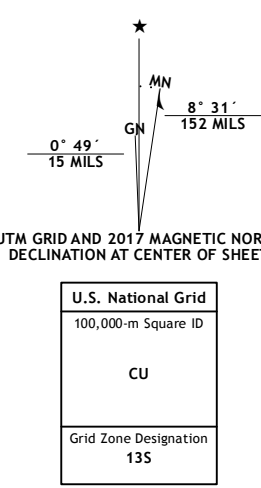 ★
MN
GN
8° 31´
152 MILS
0° 49´
15 MILS
UTM GRID AND 2017 MAGNETIC NOR
DECLINATION AT CENTER OF SHEET
U.S. National Grid
100,000-m Square ID
CU
Grid Zone Designation
13S